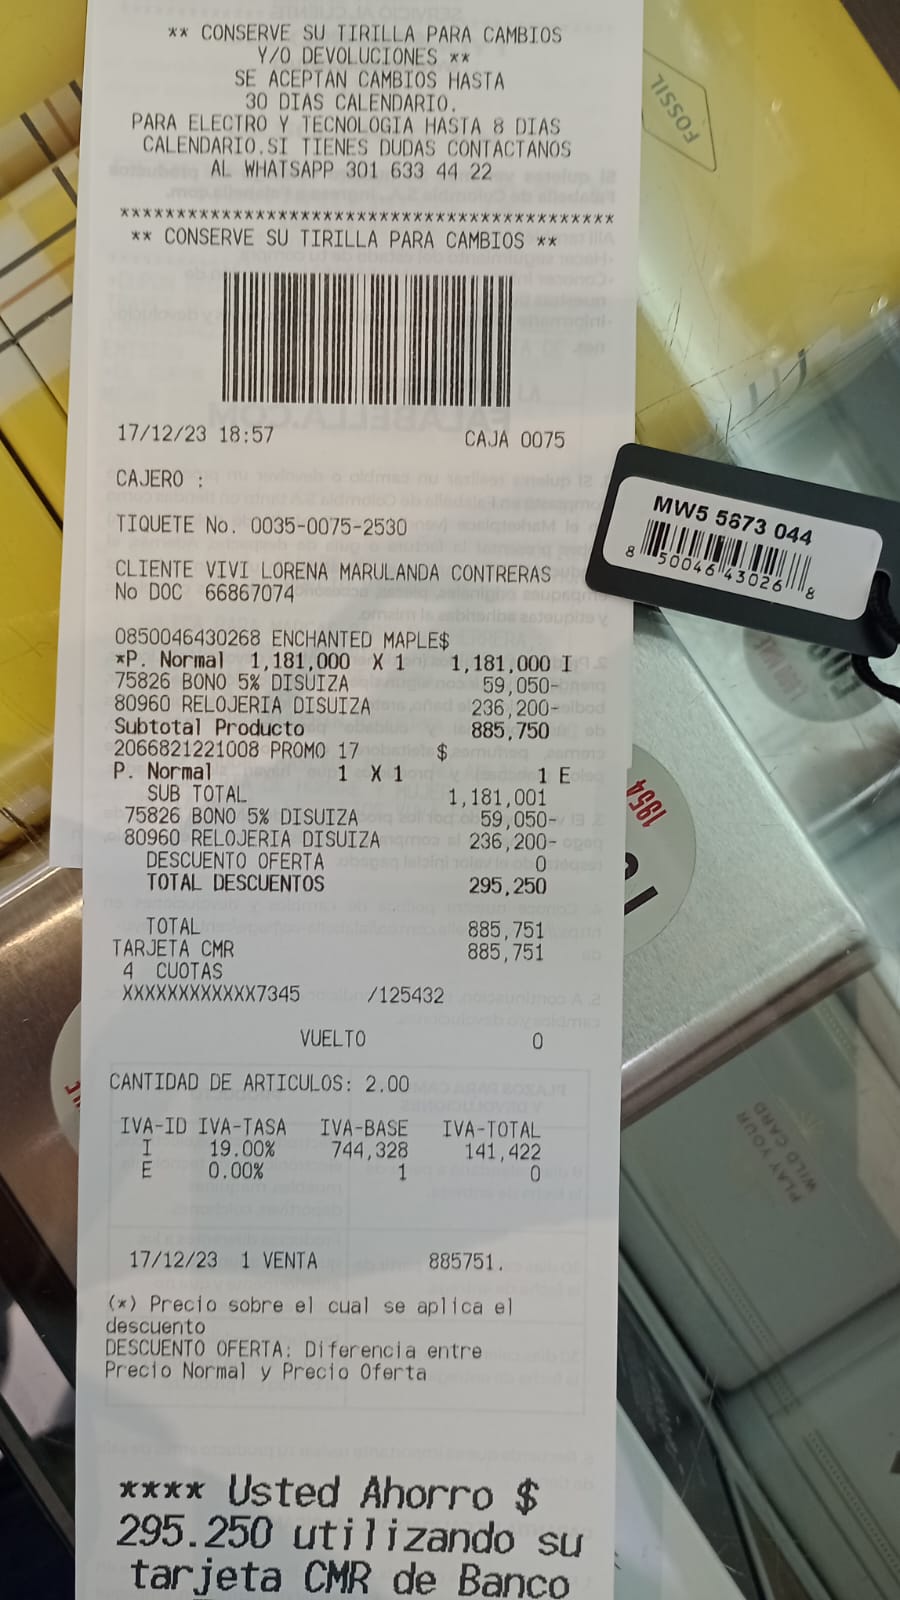 ** CONSERVE SU TIRILLA PARA CAMBIOS
Y/O DEVOLUCIONES **
SE ACEPTAN CAMBIOS HASTA
30 DIAS CALENDARIO.
PARA ELECTRO Y TECNOLOGIA HASTA 8 DIAS
CALENDARIO.SI TIENES DUDAS CONTACTANOS
AL WHATSAPP 301 633 44 22
********************************************
** CONSERVE SU TIRILLA PARA CAMBIOS **
17/12/23 18:57 CAJA 0075
CAJERO :
TIQUETE No. 0035-0075-2530
CLIENTE VIVI LORENA MARULANDA CONTRERAS
No DOC 66867074
0850046430268 ENCHANTED MAPLE$
*P. Normal 1,181,000 X 1 1,181,000 I
75826 BONO 5% DISUIZA 59,050-
80960 RELOJERIA DISUIZA 236,200-
Subtotal Producto 885,750
2066821221008 PROMO 17 $
P. Normal 1 X 1 1 E
SUB TOTAL 1,181,001
75826 BONO 5% DISUIZA 59,050-
80960 RELOJERIA DISUIZA 236,200-
DESCUENTO OFERTA 0
TOTAL DESCUENTOS 295,250
TOTAL 885,751
TARJETA CMR 885,751
4 CUOTAS
XXXXXXXXXXXX7345 /125432
VUELTO 0
CANTIDAD DE ARTICULOS: 2.00
IVA-ID IVA-TASA IVA-BASE IVA-TOTAL
I 19.00% 744,328 141,422
E 0.00% 1 0
17/12/23 1 VENTA 885751.
(*) Precio sobre el cual se aplica el
descuento
DESCUENTO OFERTA: Diferencia entre
Precio Normal y Precio Oferta
**** Usted Ahorro $
295.250 utilizando su
tarjeta CMR de Banco
FOSSIL
MW5 5673 044
8 50046 43026 8
1954
PLAY YOUR
WILD CARD